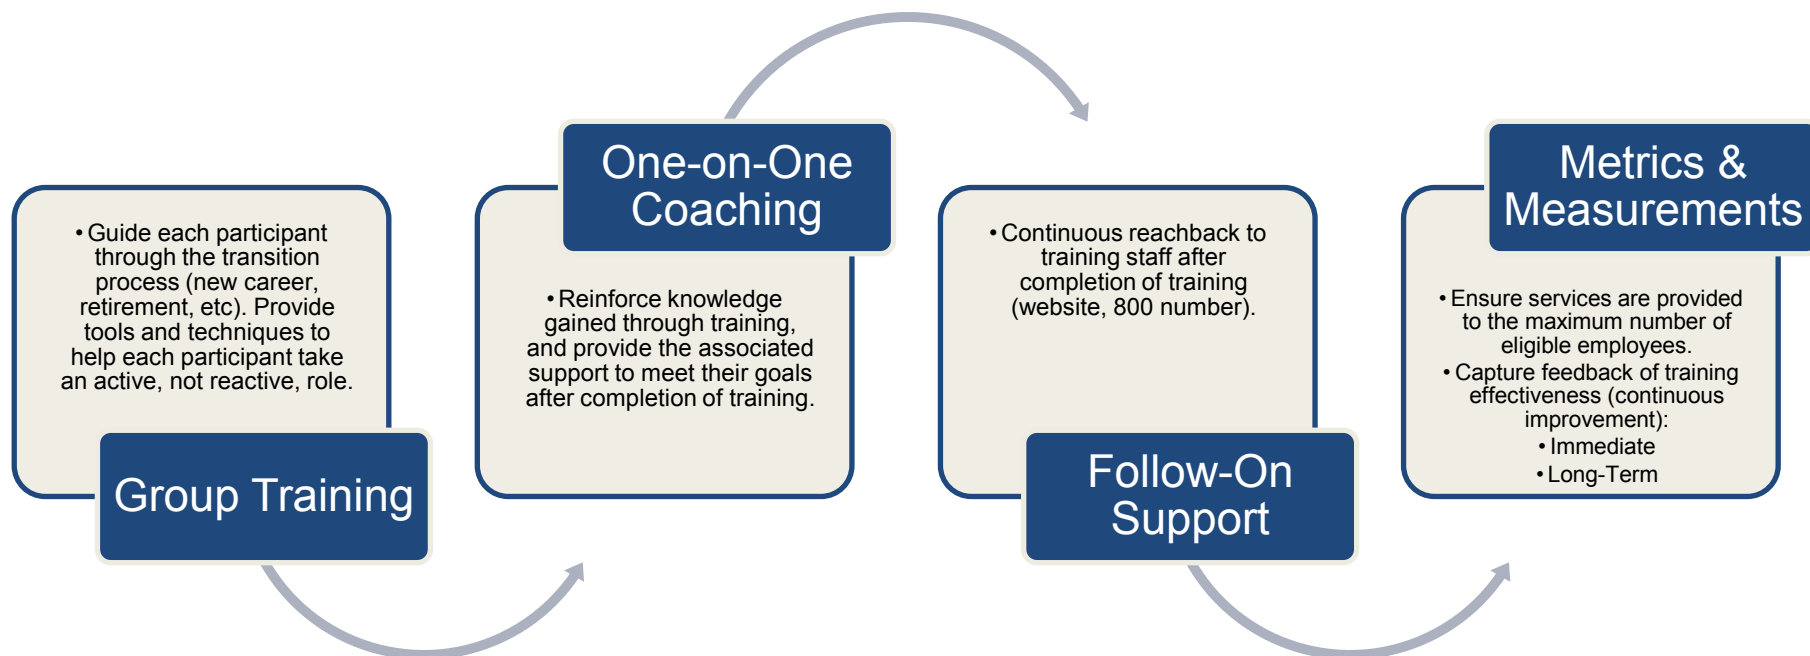 • Guide each participant
through the transition
process (new career,
retirement, etc). Provide
tools and techniques to
help each participant take
an active, not reactive, role.
Group Training
One-on-One
Coaching
• Reinforce knowledge
gained through training,
and provide the associated
support to meet their goals
after completion of training.
• Continuous reachback to
training staff after
completion of training
(website, 800 number).
Follow-On
Support
Metrics &
Measurements
• Ensure services are provided
to the maximum number of
eligible employees.
• Capture feedback of training
effectiveness (continuous
improvement):
• Immediate
• Long-Term